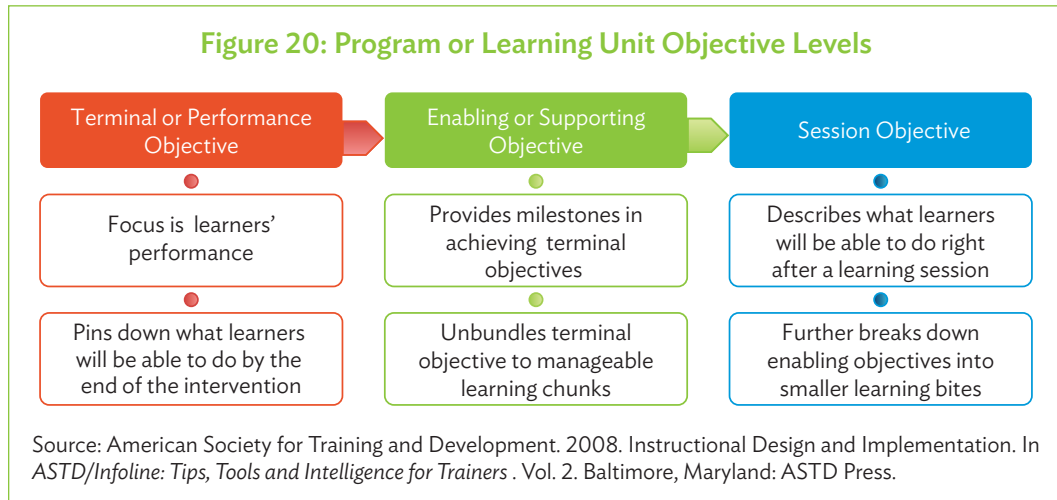 Figure 20: Program or Learning Unit Objective Levels
Terminal or Performance
Objective
Focus is learners'
performance
Pins down what learners
will be able to do by the
end of the intervention
Enabling or Supporting
Objective
Provides milestones in
achieving terminal
objectives
Unbundles terminal
objective to manageable
learning chunks
Session Objective
Describes what learners
will be able to do right
after a learning session
Further breaks down
enabling objectives into
smaller learning bites
Source: American Society for Training and Development. 2008. Instructional Design and Implementation. In
ASTD/Infoline: Tips, Tools and Intelligence for Trainers . Vol. 2. Baltimore, Maryland: ASTD Press.